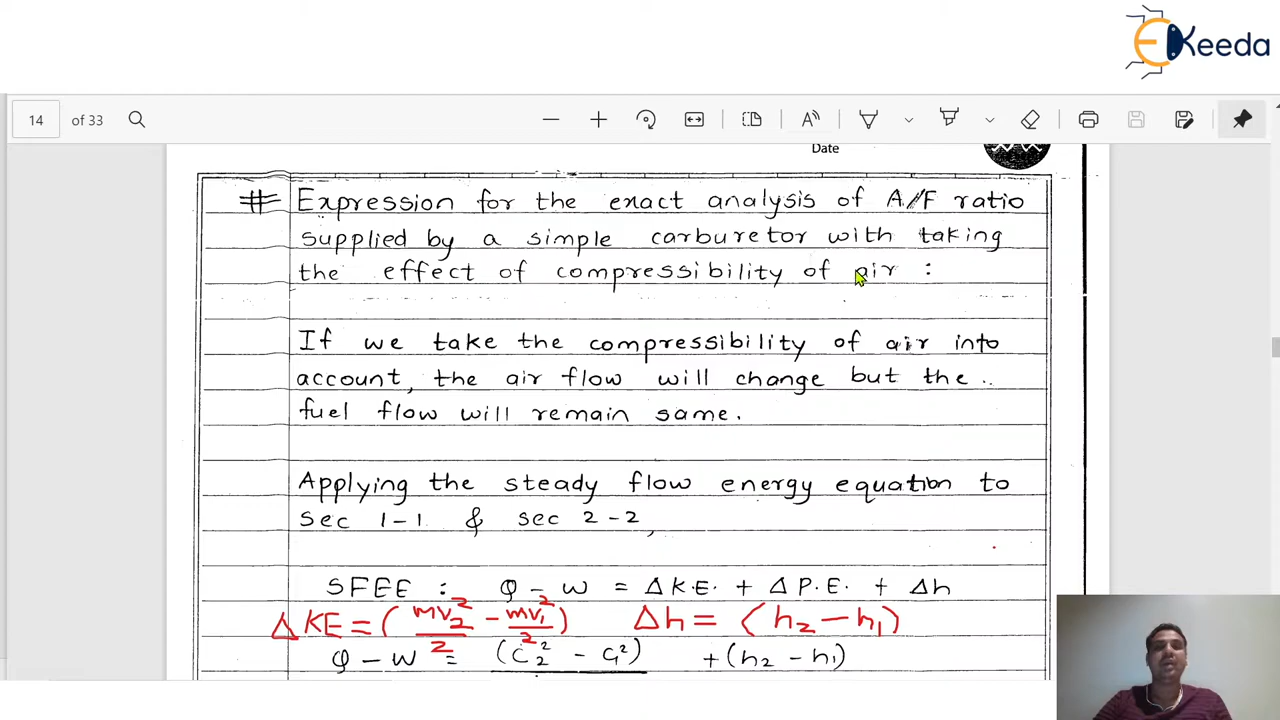 EKeeda
14 of 33
Date
# Expression for the exact analysis of A/F ratio
supplied by a simple carburetor with taking
the effect of compressibility of air :
If we take the compressibility of air into
account, the air flow will change but the ..
fuel flow will remain same.
Applying the steady flow energy equation to
sec 1-1 & sec 2-2,
SFEE : Q - W = ΔK.E. + ΔP.E. + Δh
ΔKE = (mv₂²/2 - mv₁²/2) Δh = (h₂ - h₁)
Q - W = (C₂² - C₁²) + (h₂ - h₁)